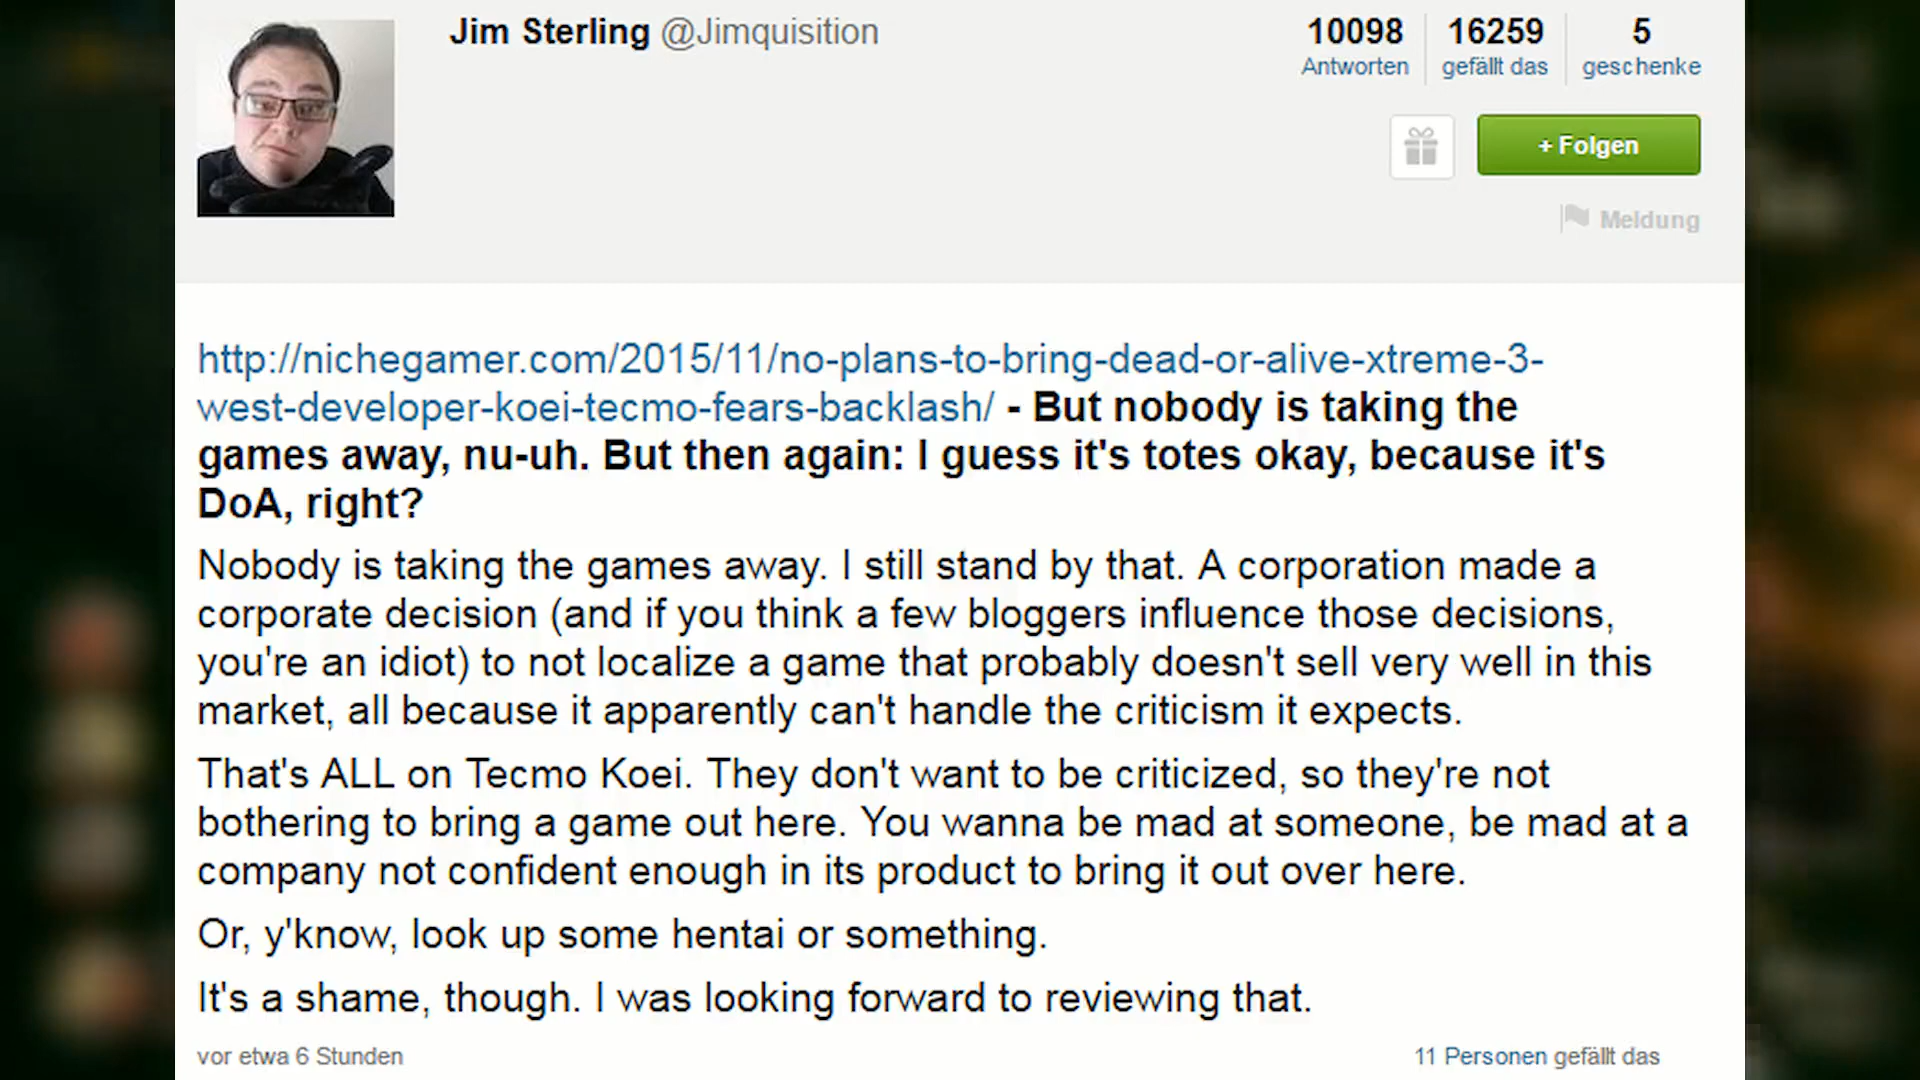 Jim Sterling @Jimquisition
10098 16259 5
Antworten gefällt das geschenke
+ Folgen
Meldung
http://nichegamer.com/2015/11/no-plans-to-bring-dead-or-alive-xtreme-3-
west-developer-koei-tecmo-fears-backlash/ - But nobody is taking the
games away, nu-uh. But then again: I guess it's totes okay, because it's
DoA, right?
Nobody is taking the games away. I still stand by that. A corporation made a
corporate decision (and if you think a few bloggers influence those decisions,
you're an idiot) to not localize a game that probably doesn't sell very well in this
market, all because it apparently can't handle the criticism it expects.
That's ALL on Tecmo Koei. They don't want to be criticized, so they're not
bothering to bring a game out here. You wanna be mad at someone, be mad at a
company not confident enough in its product to bring it out over here.
Or, y'know, look up some hentai or something.
It's a shame, though. I was looking forward to reviewing that.
vor etwa 6 Stunden 11 Personen gefällt das